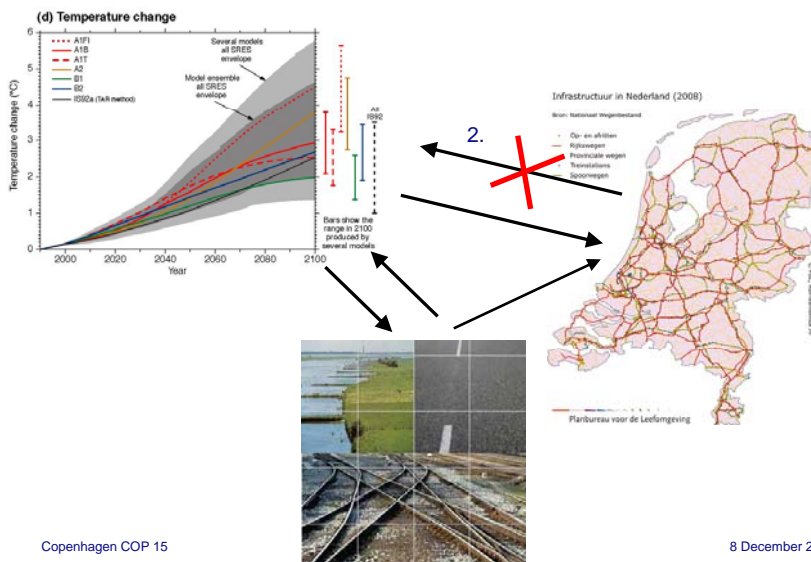 (d) Temperature change
6
5
4
3
2
1
0
Temperature change (°C)
A1FI
A1B
A1T
A2
B1
B2
IS92a (TAR method)
Several models
all SRES
envelope
Model ensemble
all SRES
envelope
All
IS92
Bars show the
range in 2100
produced by
several models
2000
2020
2040
2060
2080
2100
Year
2.
Infrastructuur in Nederland (2008)
Bron: Nationaal Wegenbestand
Op- en afritten
Rijkswegen
Provinciale wegen
Treinstations
Spoorwegen
Planbureau voor de Leefomgeving
Copenhagen COP 15
8 December 2